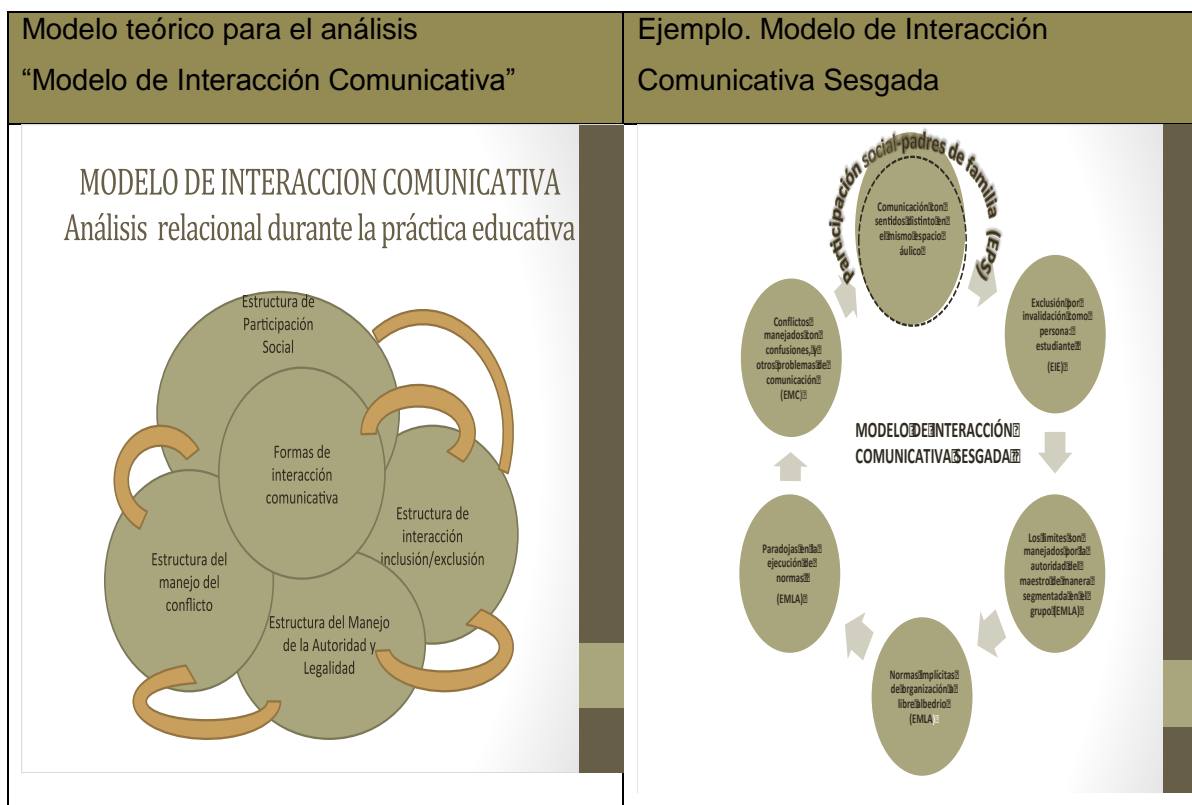 Modelo teórico para el análisis
“Modelo de Interacción Comunicativa”
Ejemplo. Modelo de Interacción
Comunicativa Sesgada
MODELO DE INTERACCION COMUNICATIVA
Análisis relacional durante la práctica educativa
Estructura de
Participación
Social
Formas de
interacción
comunicativa
Estructura de
interacción
inclusión/exclusión
Estructura del
manejo del
conflicto
Estructura del Manejo
de la Autoridad y
Legalidad
Participación social-padres de familia (EPS)
Comunicación con
sentidos distinto en
el mismo espacio
áulico
Exclusión por
invalidación como
persona:
estudiante
(EIE)
Conflictos
manejados con
confusiones, y
otros problemas de
comunicación
(EMC)
MODELO DE INTERACCIÓN
COMUNICATIVA SESGADA
Paradojas en la
ejecución de
normas
(EMLA)
Los límites son
manejados por la
autoridad del
maestro de manera
segmentada en el
grupo (EMLA)
Normas implícitas
de organización a
libre albedrio
(EMLA)